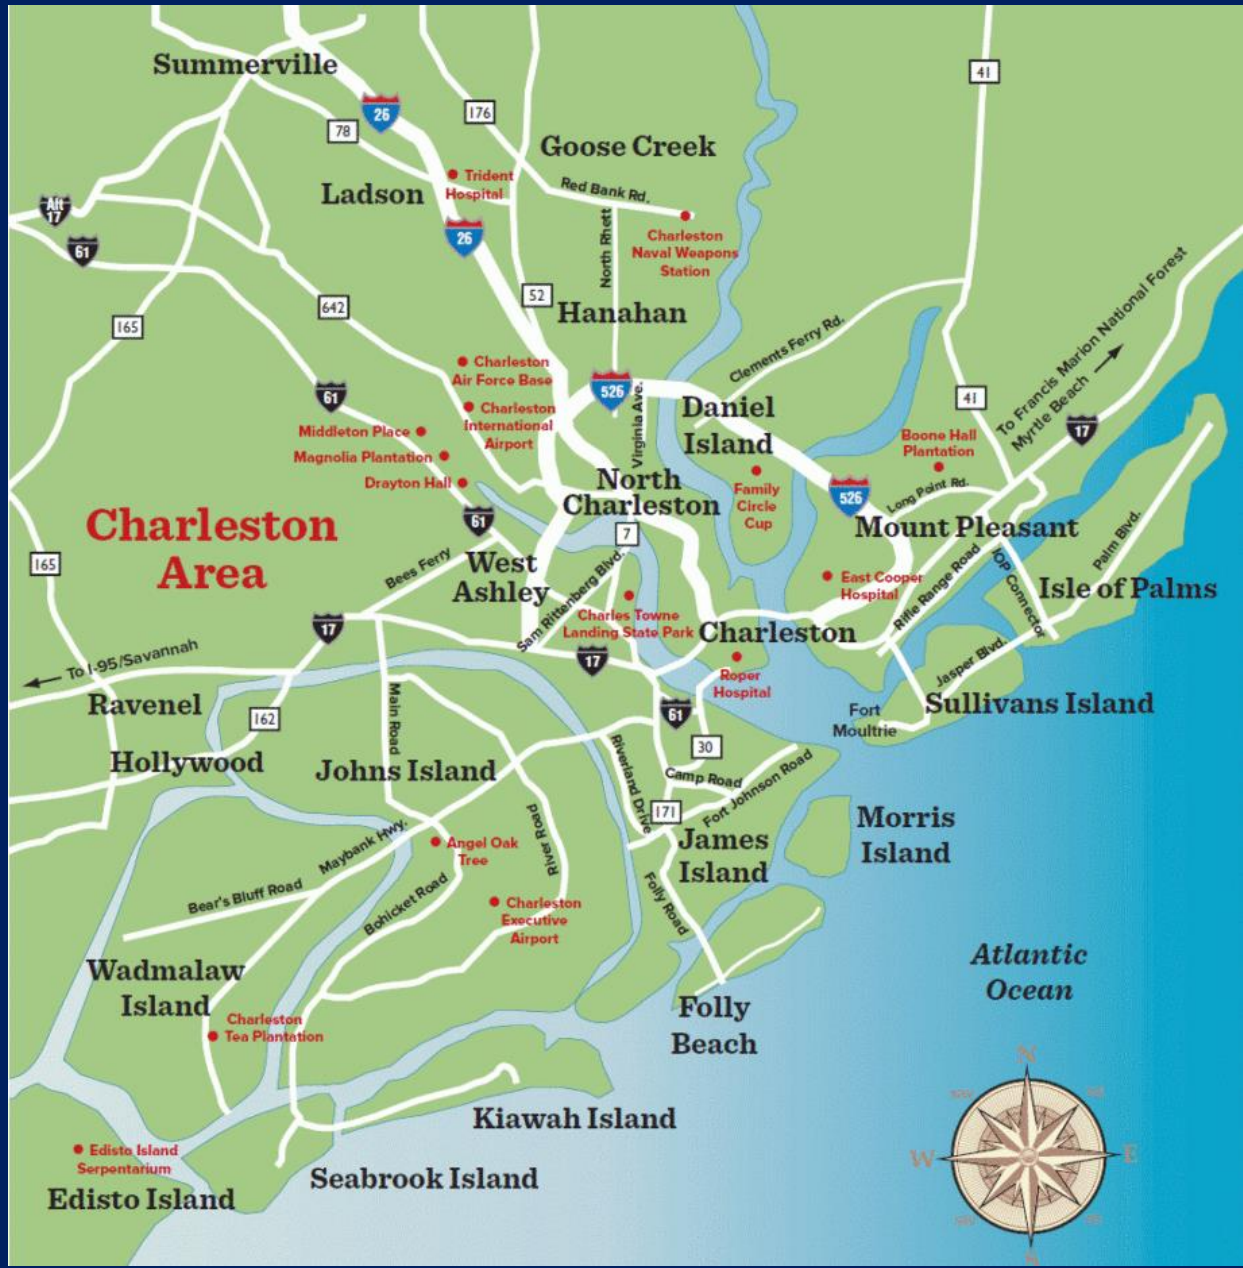 Summerville
41
26
176
78
Goose Creek
Trident
Hospital
Ladson
Red Bank Rd.
Alt
17
61
26
North Rhett
Charleston
Naval Weapons
Station
52
Hanahan
642
165
Clements Ferry Rd.
To Francis Marion National Forest
Myrtle Beach
Charleston
Air Force Base
526
61
41
17
Daniel
Island
Virginia Ave.
Charleston
International
Airport
Middleton Place
Magnolia Plantation
Drayton Hall
Boone Hall
Plantation
Long Point Rd.
North
Charleston
Family
Circle
Cup
526
Mount Pleasant
Charleston
Area
61
7
Palm Blvd.
165
Bees Ferry
West
Ashley
Sam Rittenberg Blvd.
Charles Towne
Landing State Park
East Cooper
Hospital
Rifle Range Road
IOP Connector
Isle of Palms
17
To I-95/Savannah
17
Charleston
Roper
Hospital
Jasper Blvd.
Ravenel
162
Main Road
61
30
Fort
Moultrie
Sullivans Island
Hollywood
Johns Island
Riverland Drive
Camp Road
Fort Johnson Road
171
Maybank Hwy.
Angel Oak
Tree
River Road
James
Island
Morris
Island
Bear's Bluff Road
Bohicket Road
Charleston
Executive
Airport
Folly Road
Wadmalaw
Island
Atlantic
Ocean
Charleston
Tea Plantation
Folly
Beach
N
Kiawah Island
W
E
Edisto Island
Serpentarium
Seabrook Island
Edisto Island
S